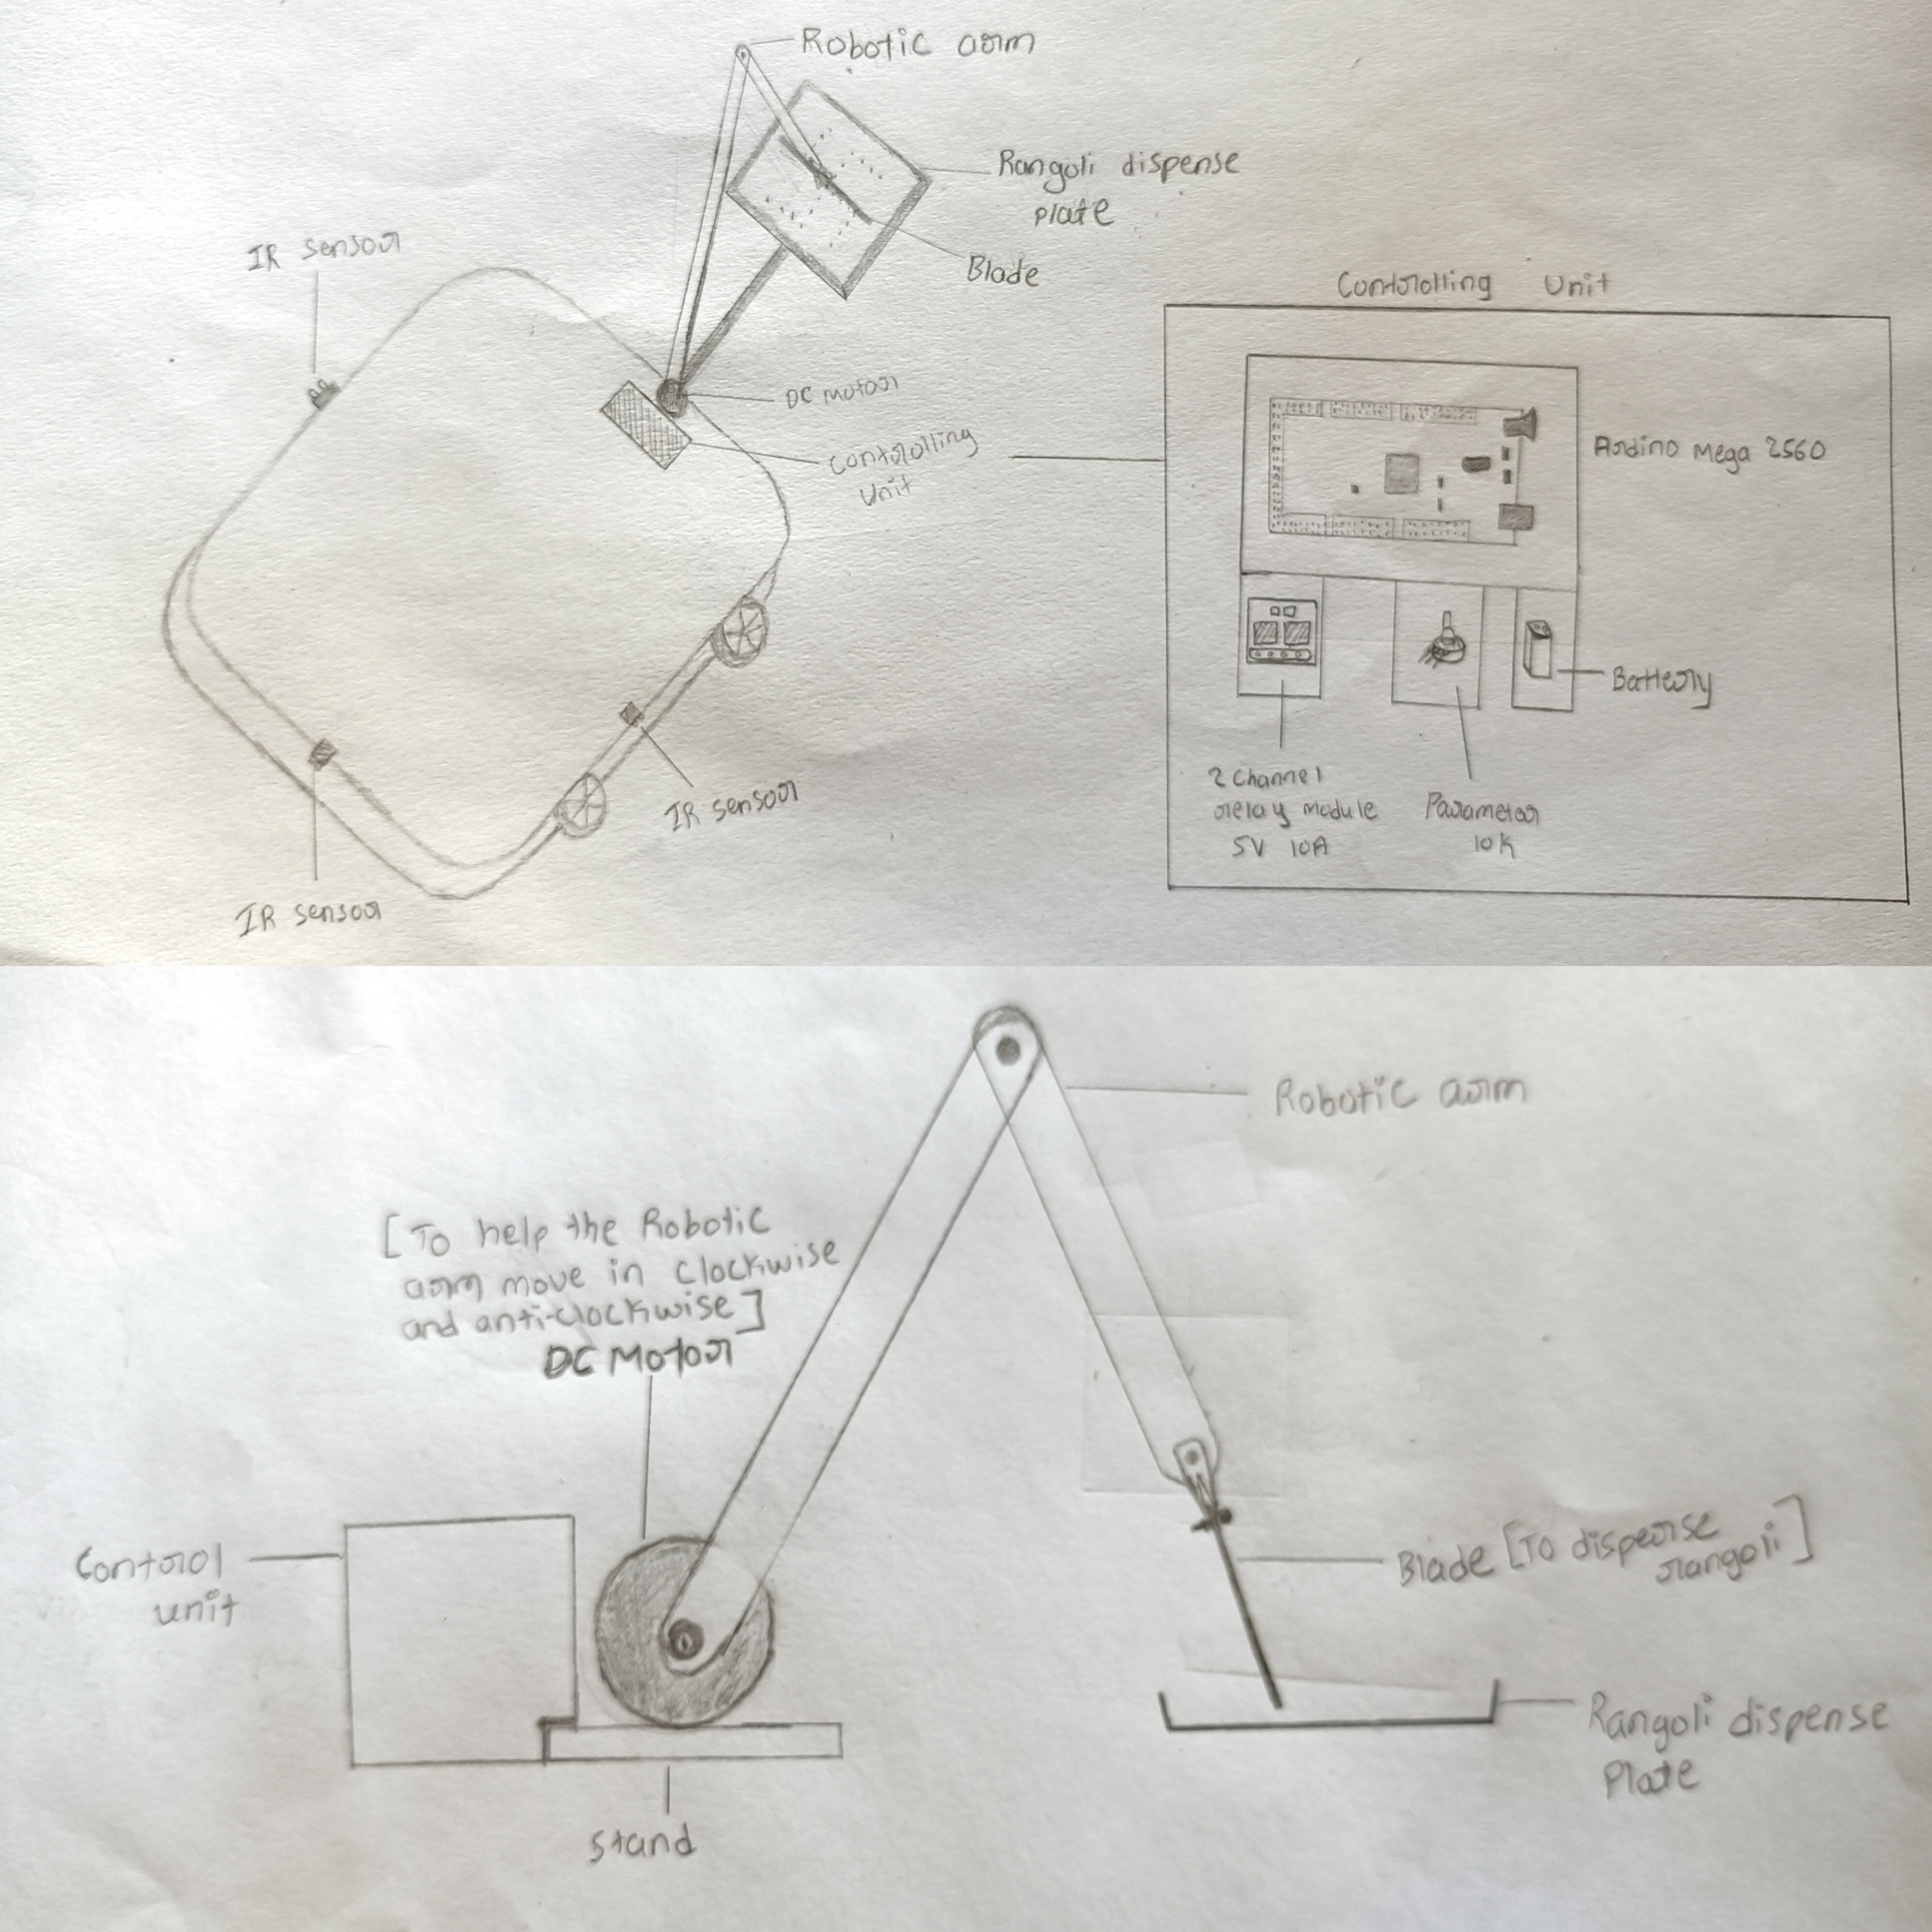 Robotic arm
Rangoli dispense
plate
Blade
IR sensor
DC motor
Controlling
Unit
IR sensor
IR sensor
Controlling Unit
Ardino Mega 2560
Battery
2 Channel
relay module
5V 10A
Parameter
10K
Robotic arm
[To help the Robotic
arm move in clockwise
and anti-clockwise]
DC Motor
Control
unit
Blade [To disperse
rangoli]
Rangoli dispense
Plate
Stand